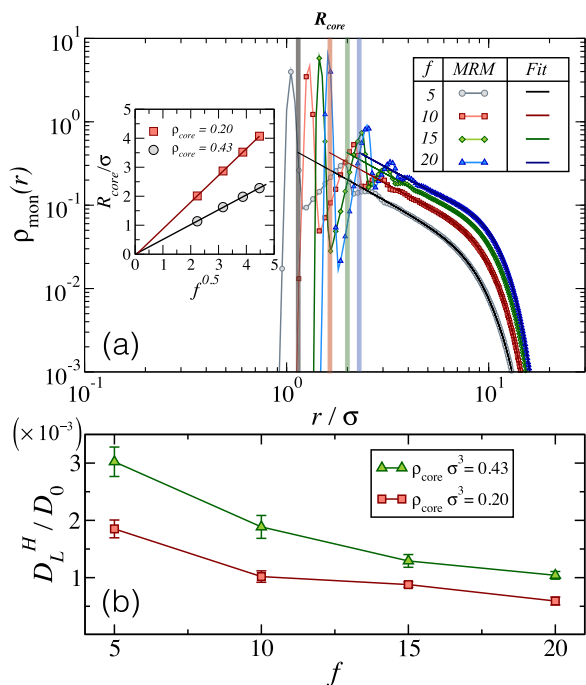 R_core
10^1
10^0
10^-1
10^-2
10^-3
ρ_mon(r)
f MRM Fit
5
10
15
20
5
4
3
2
1
0
R_core/σ
ρ_core = 0.20
ρ_core = 0.43
0 1 2 3 4 5
f^0.5
(a)
10^-1 10^0 10^1
r / σ
(× 10^-3)
3
2
1
D_L^H / D_0
ρ_core σ^3 = 0.43
ρ_core σ^3 = 0.20
(b)
5 10 15 20
f